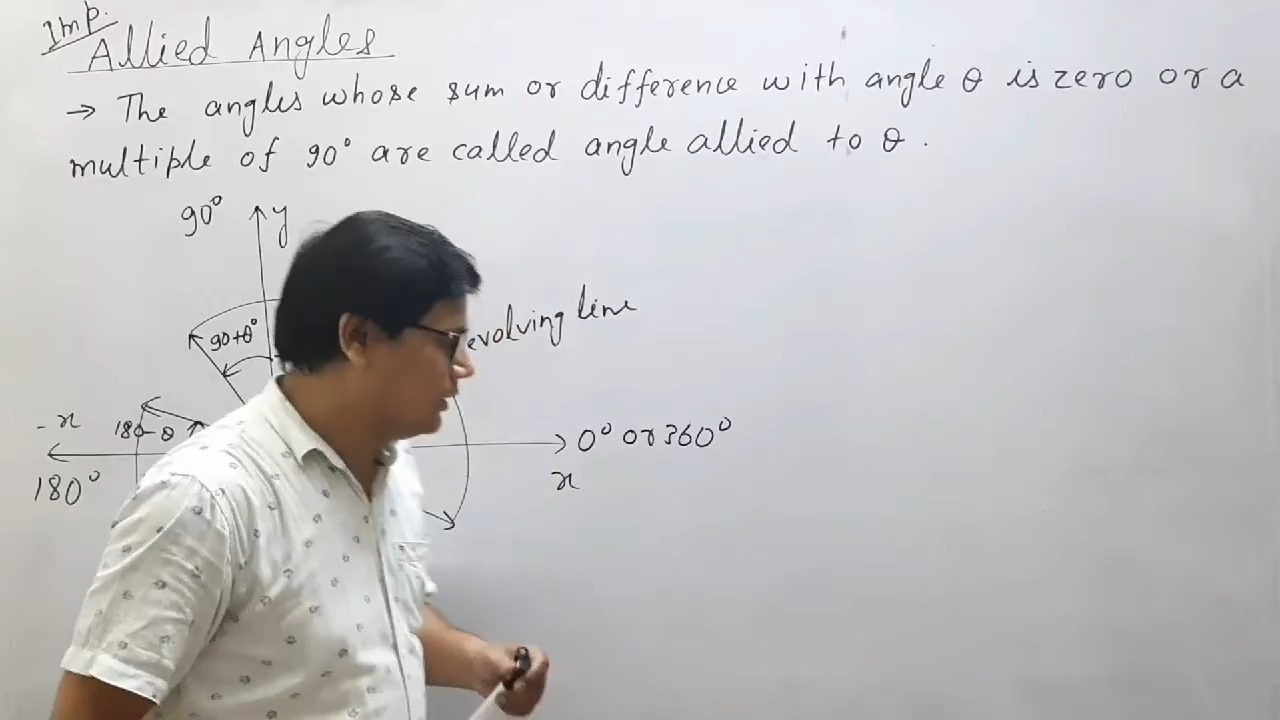 Imp.
Allied Angles
→ The angles whose sum or difference with angle θ is zero or a
multiple of 90° are called angle allied to θ.
90° y
evolving line
90+θ°
-x
180-θ
0° or 360°
180°
x